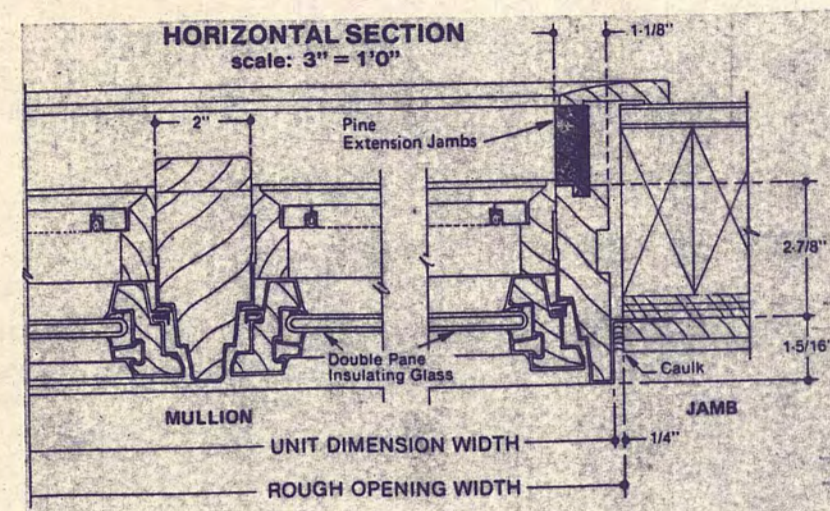 HORIZONTAL SECTION
scale: 3" = 1'0"
1-1/8"
2"
Pine
Extension Jambs
2-7/8"
1-5/16"
Double Pane
Insulating Glass
Caulk
MULLION
JAMB
UNIT DIMENSION WIDTH
1/4"
ROUGH OPENING WIDTH